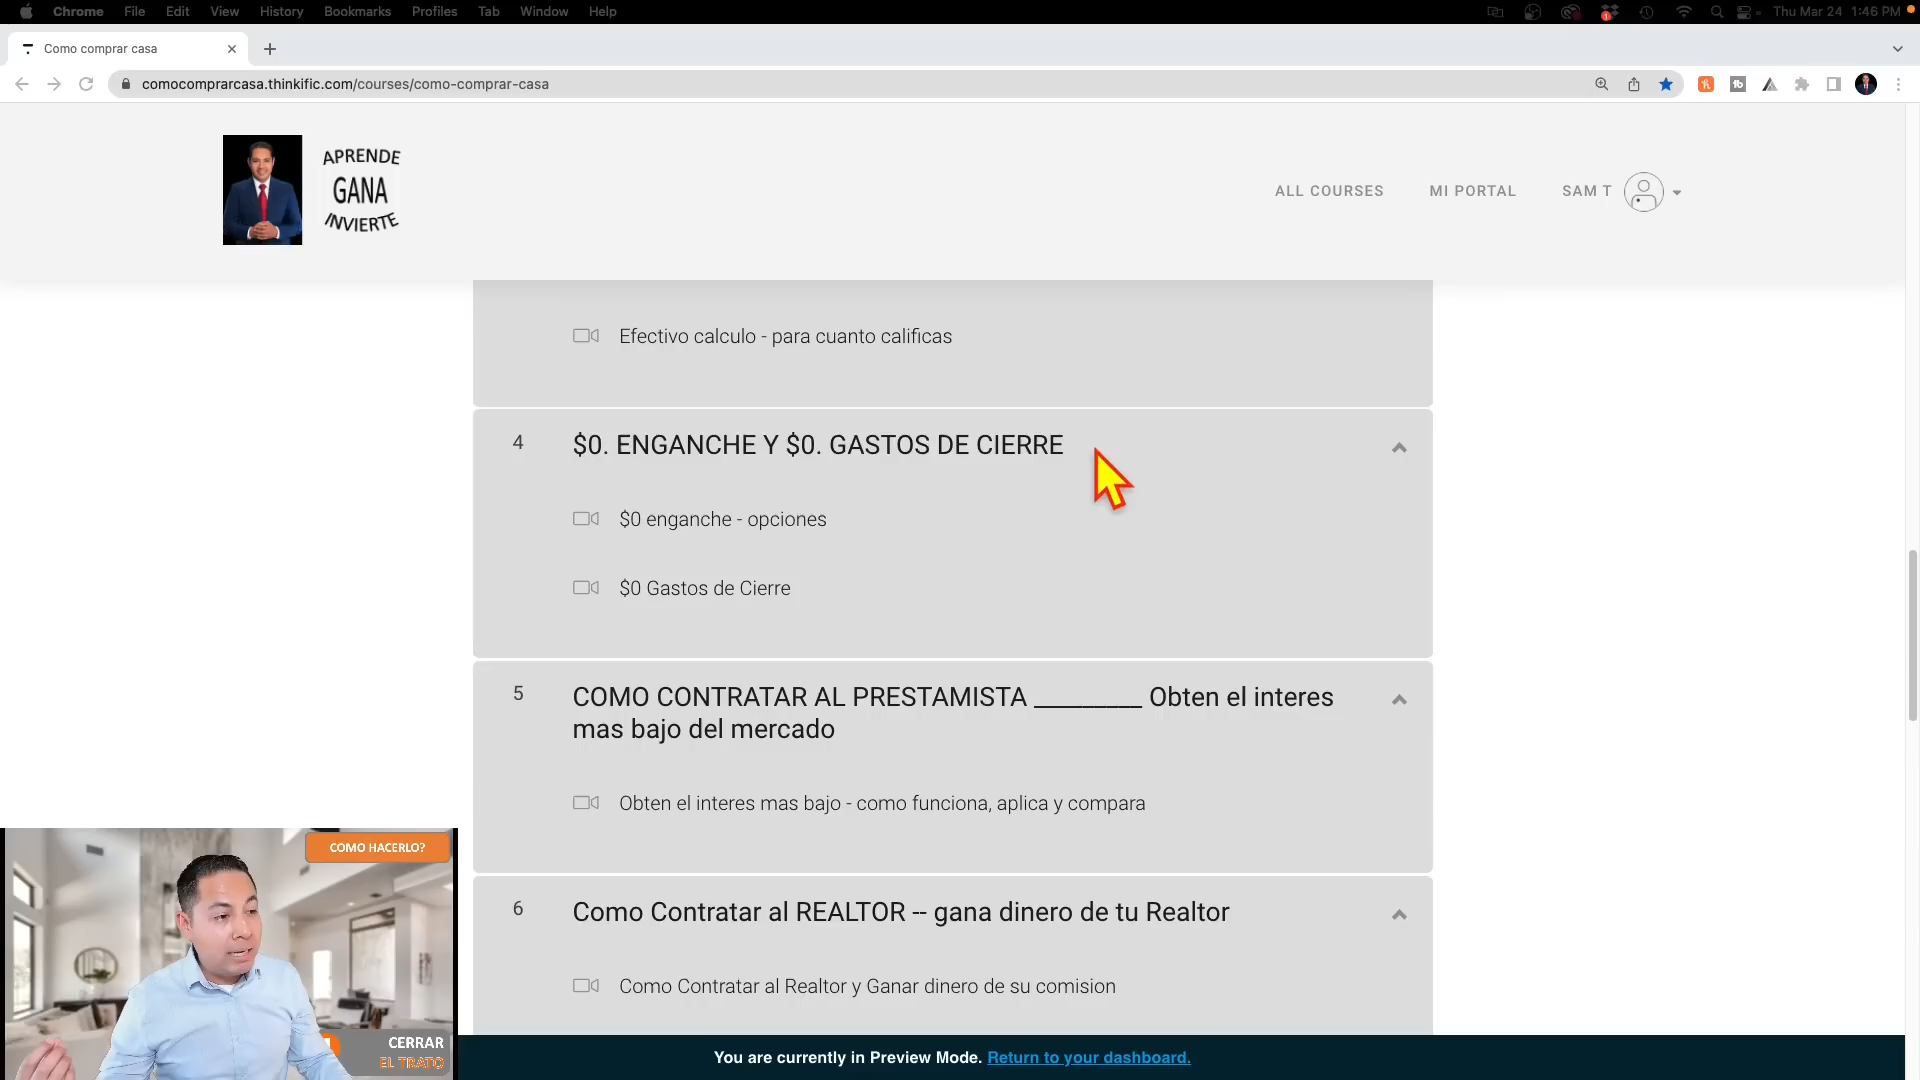 Chrome File Edit View History Bookmarks Profiles Tab Window Help
1
Thu Mar 24 1:46 PM
Como comprar casa
comocomprarcasa.thinkific.com/courses/como-comprar-casa
APRENDE
GANA
INVIERTE
ALL COURSES
MI PORTAL
SAM T
Efectivo calculo - para cuanto calificas
4
$0. ENGANCHE Y $0. GASTOS DE CIERRE
$0 enganche - opciones
$0 Gastos de Cierre
5
COMO CONTRATAR AL PRESTAMISTA _________ Obten el interes
mas bajo del mercado
Obten el interes mas bajo - como funciona, aplica y compara
6
Como Contratar al REALTOR -- gana dinero de tu Realtor
Como Contratar al Realtor y Ganar dinero de su comision
COMO HACERLO?
CERRAR
EL TRATO
You are currently in Preview Mode. Return to your dashboard.